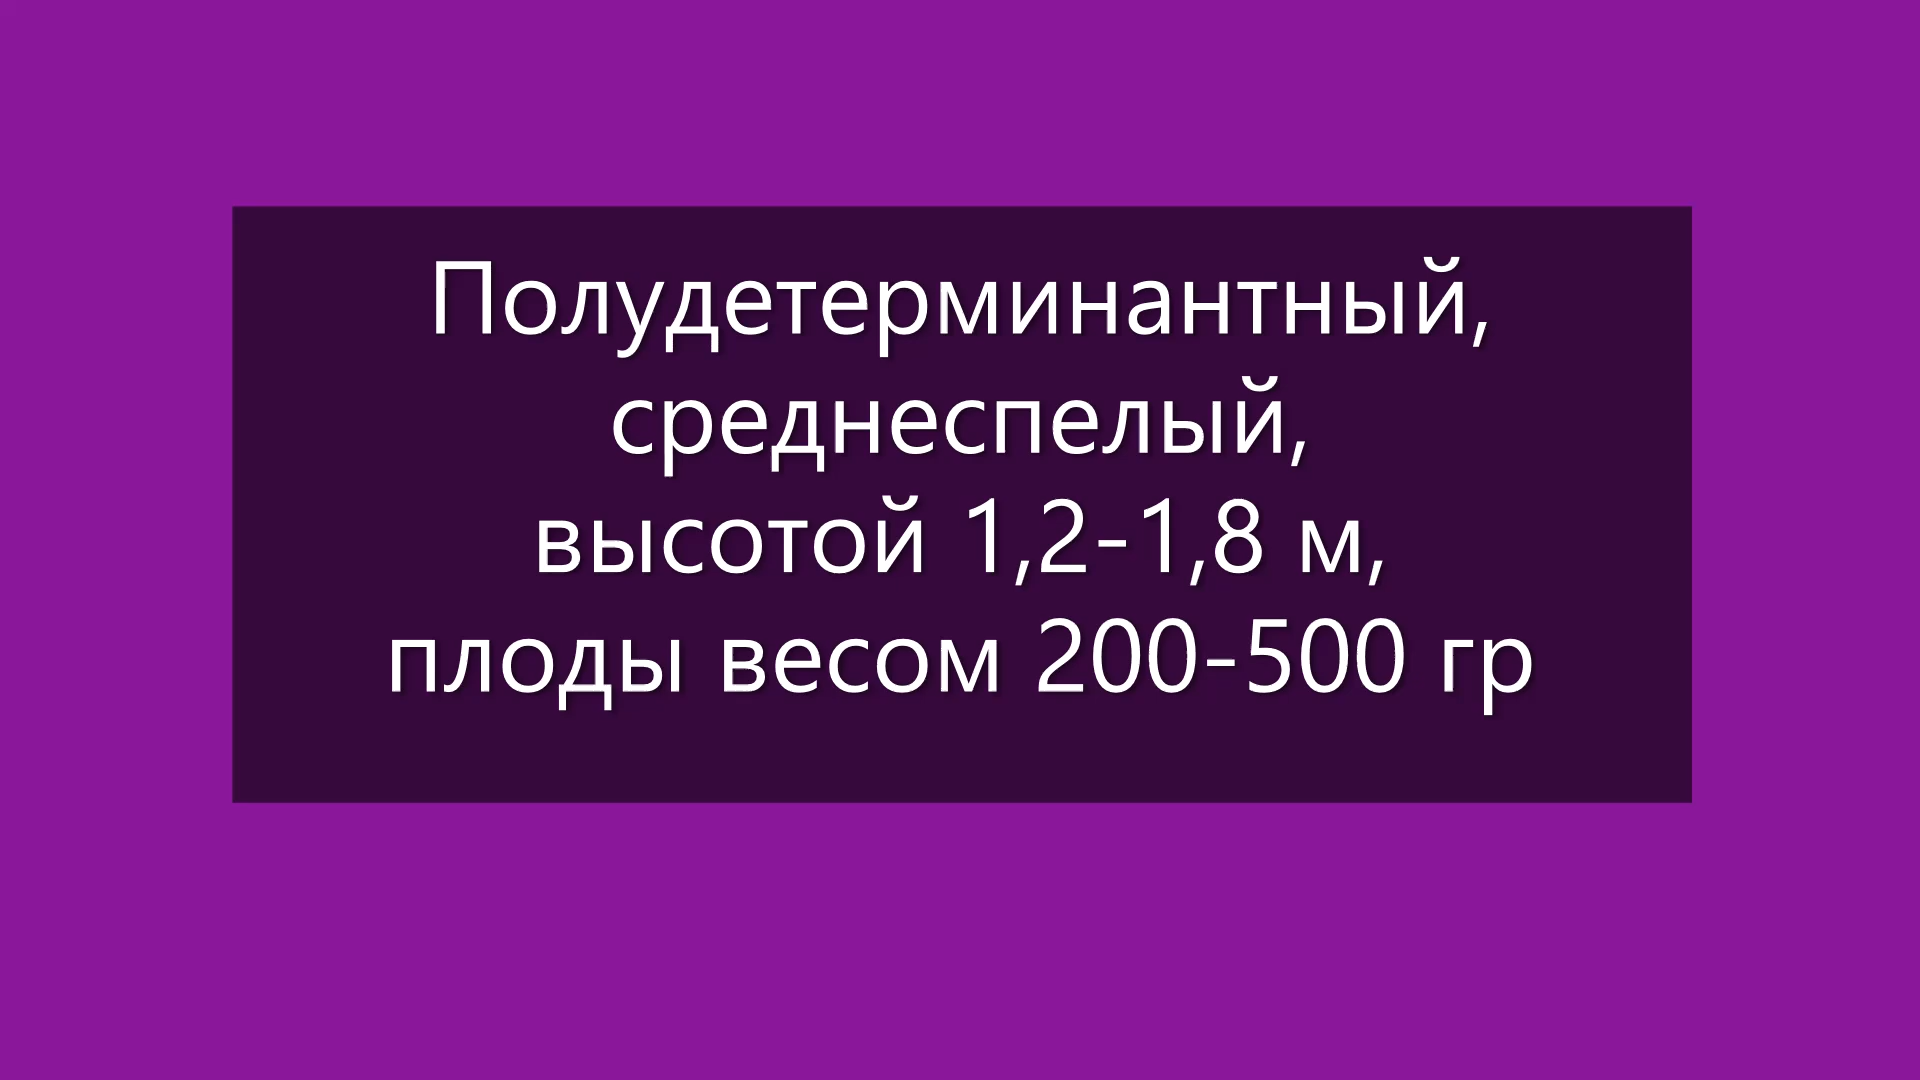 Полудетерминантный,
среднеспелый,
высотой 1,2-1,8 м,
плоды весом 200-500 гр